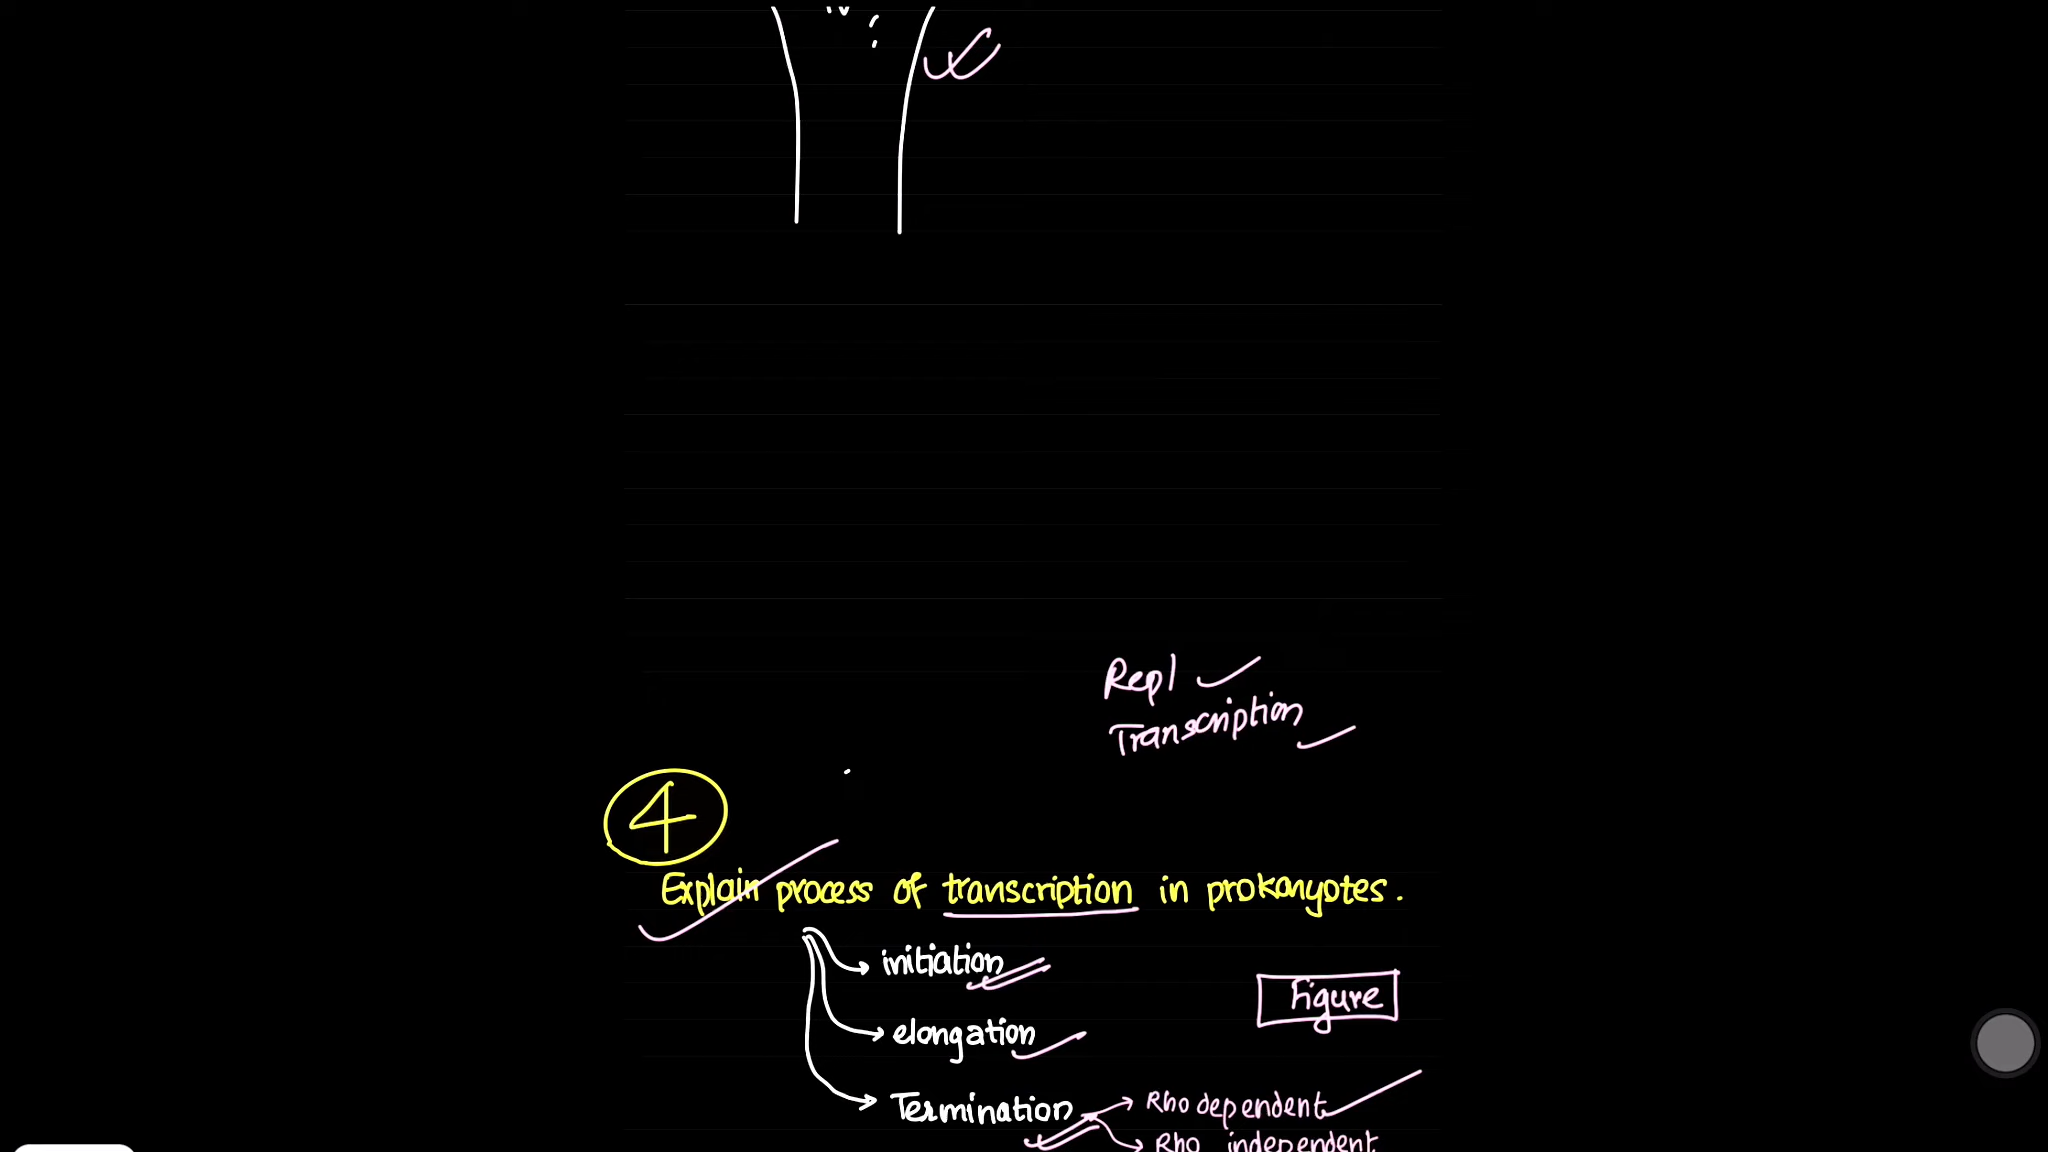 Repl
Transcription
4
Explain process of transcription in prokaryotes.
initiation
Figure
elongation
Termination
Rho dependent
Rho independent